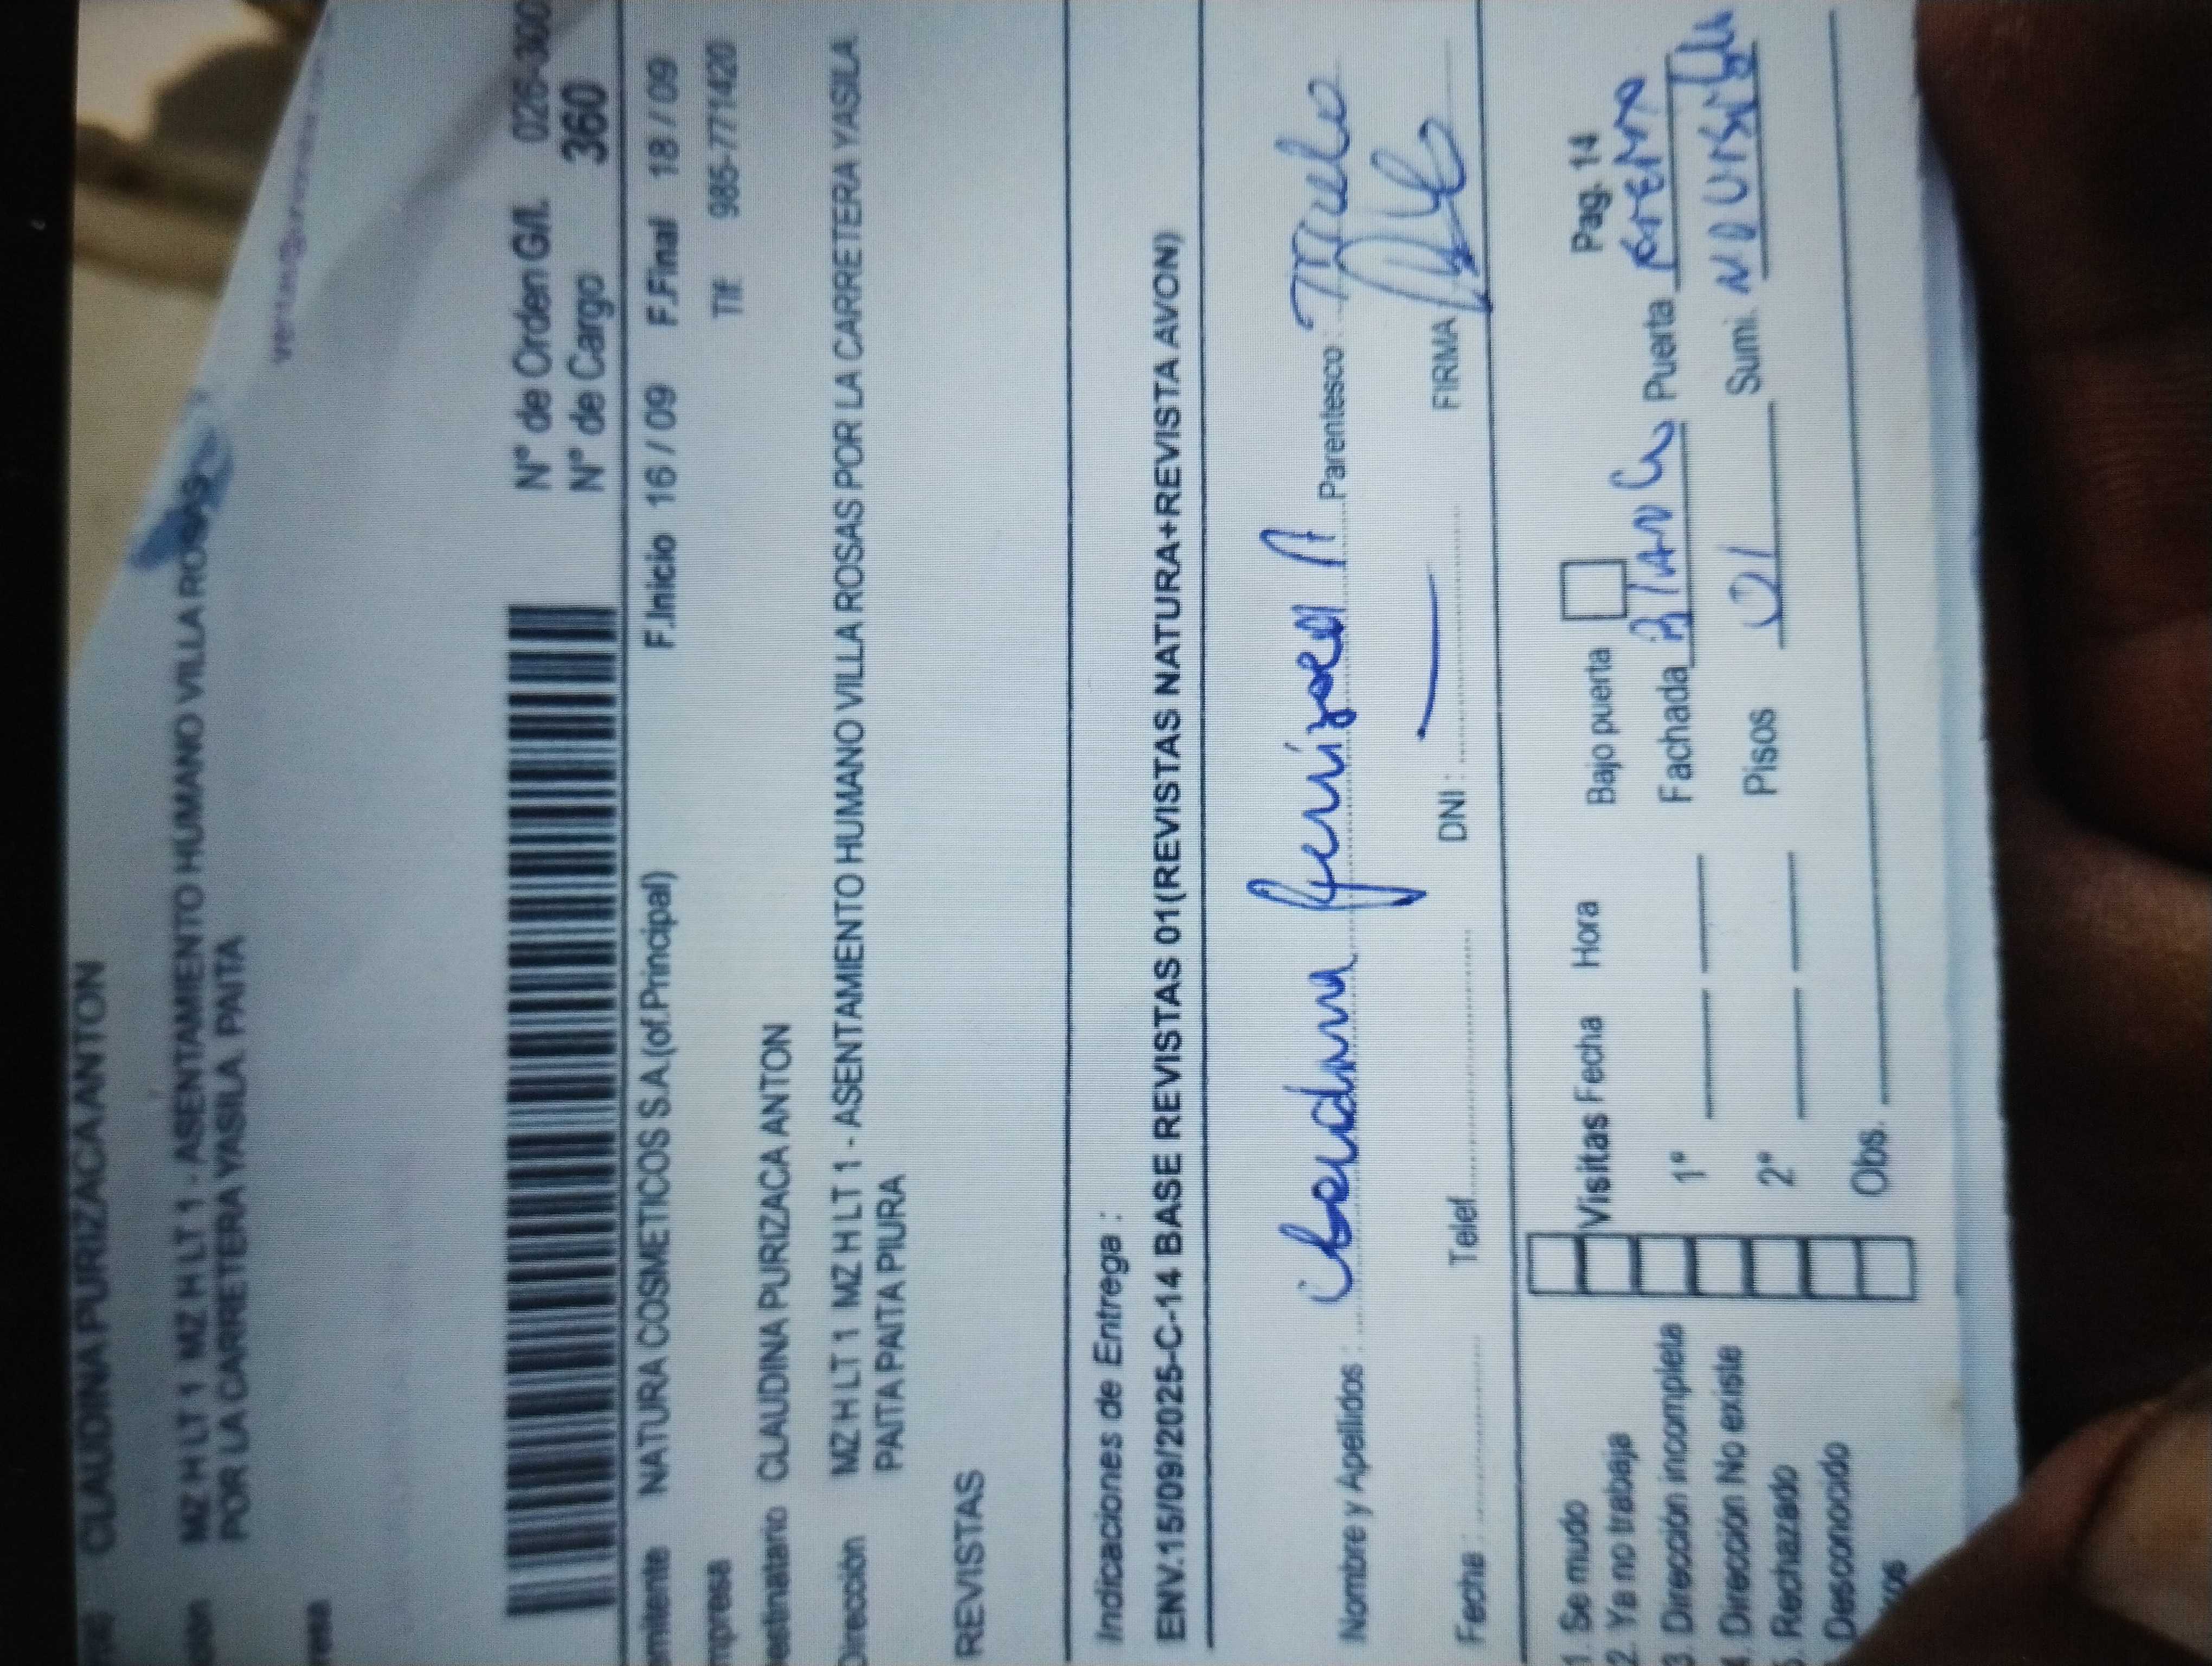 CLAUDINA PURIZACA ANTON
MZ H LT 1 MZ H LT 1 - ASENTAMIENTO HUMANO VILLA ROSAS
POR LA CARRETERA YASILA. PAITA
N° de Orden G/I. 026-300
N° de Cargo 360
Remitente NATURA COSMETICOS S.A.(of.Principal) F.Inicio 16 / 09 F.Final 18 / 09
mpresa Tlf 985-7771420
estinatario CLAUDINA PURIZACA ANTON
Dirección MZ H LT 1 MZ H LT 1 - ASENTAMIENTO HUMANO VILLA ROSAS POR LA CARRETERA YASILA
PAITA PAITA PIURA
REVISTAS
Indicaciones de Entrega :
ENV.15/09/2025-C-14 BASE REVISTAS 01(REVISTAS NATURA+REVISTA AVON)
Nombre y Apellidos : Parentesco :
Fecha : Telef. DNI : FIRMA
Pag. 14
1. Se mudo
2. Ya no trabaja
3. Dirección incompleta
4. Dirección No existe
5. Rechazado
Desconocido
Visitas Fecha Hora Bajo puerta
1° Fachada Puerta
2° Pisos 01 Sumi.
Obs.